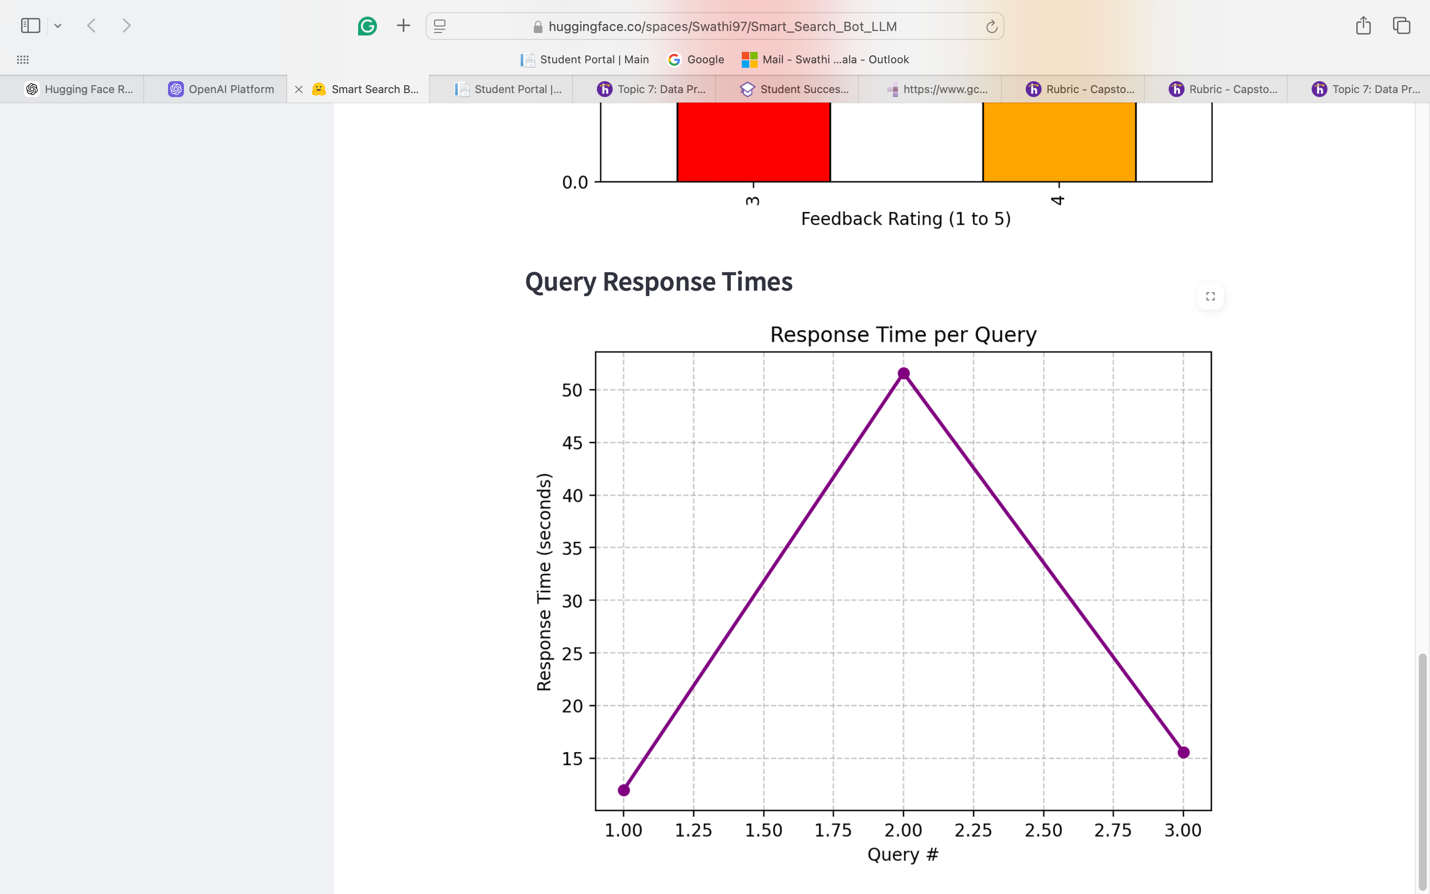 huggingface.co/spaces/Swathi97/Smart_Search_Bot_LLM
Student Portal | Main
Google
Mail - Swathi ...ala - Outlook
Hugging Face R...
OpenAI Platform
Smart Search B...
Student Portal |...
Topic 7: Data Pr...
Student Succes...
https://www.gc...
Rubric - Capsto...
Rubric - Capsto...
Topic 7: Data Pr...
0.0
3
4
Feedback Rating (1 to 5)
Query Response Times
Response Time per Query
50
45
40
35
30
25
20
15
Response Time (seconds)
1.00 1.25 1.50 1.75 2.00 2.25 2.50 2.75 3.00
Query #